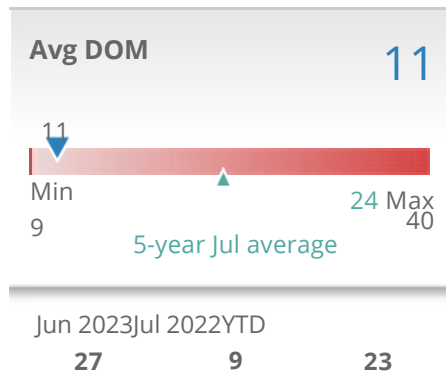 Avg DOM 11
11
Min
24 Max
9 40
5-year Jul average
Jun 2023Jul 2022YTD
27 9 23